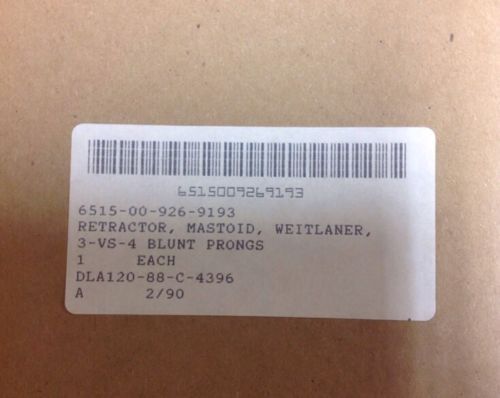 6515009269193
6515-00-926-9193
RETRACTOR, MASTOID, WEITLANER,
3-VS-4 BLUNT PRONGS
1 EACH
DLA120-88-C-4396
A 2/90